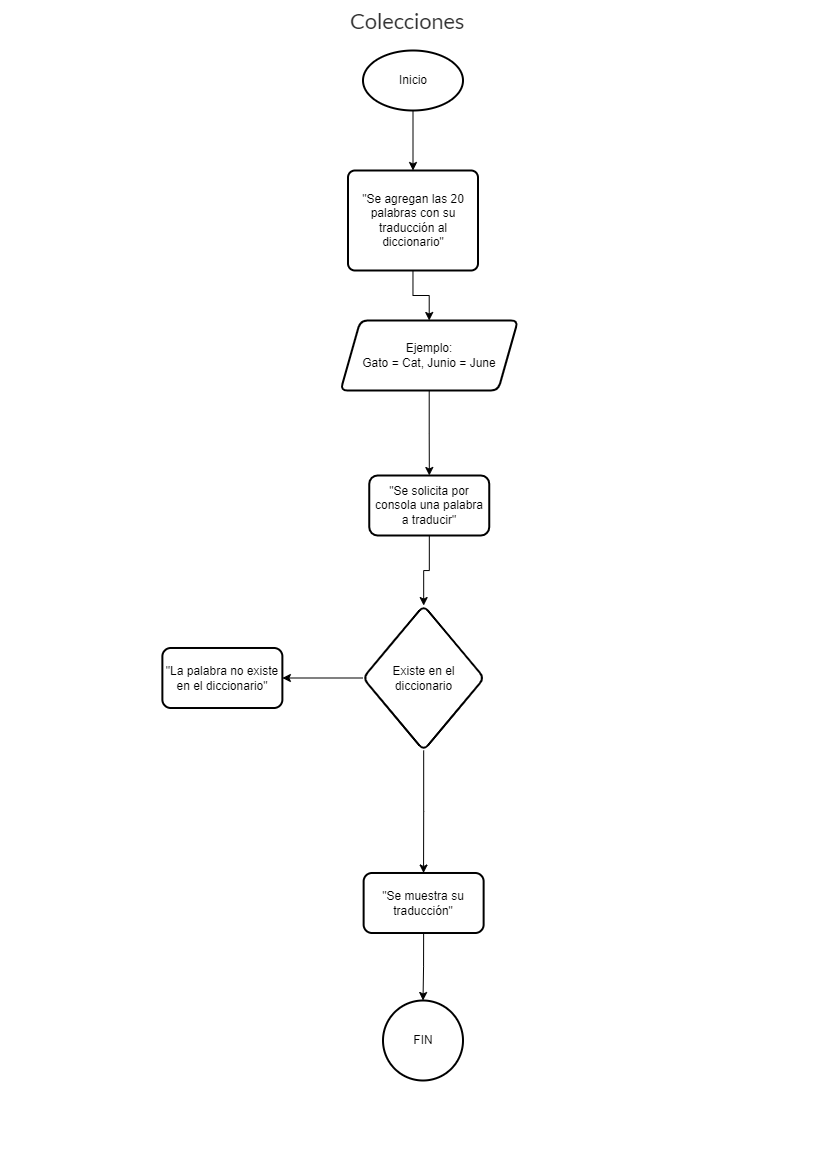 Colecciones
Inicio
"Se agregan las 20
palabras con su
traducción al
diccionario"
Ejemplo:
Gato = Cat, Junio = June
"Se solicita por
consola una palabra
a traducir"
Existe en el
diccionario
"La palabra no existe
en el diccionario"
"Se muestra su
traducción"
FIN